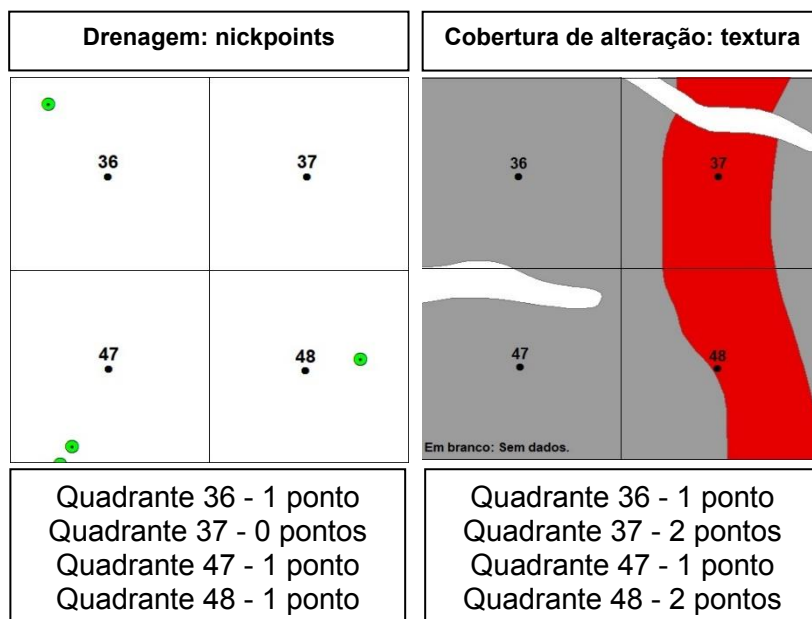 Drenagem: nickpoints
36
37
47
48
Quadrante 36 - 1 ponto
Quadrante 37 - 0 pontos
Quadrante 47 - 1 ponto
Quadrante 48 - 1 ponto
Cobertura de alteração: textura
36
37
47
48
Em branco: Sem dados.
Quadrante 36 - 1 ponto
Quadrante 37 - 2 pontos
Quadrante 47 - 1 ponto
Quadrante 48 - 2 pontos